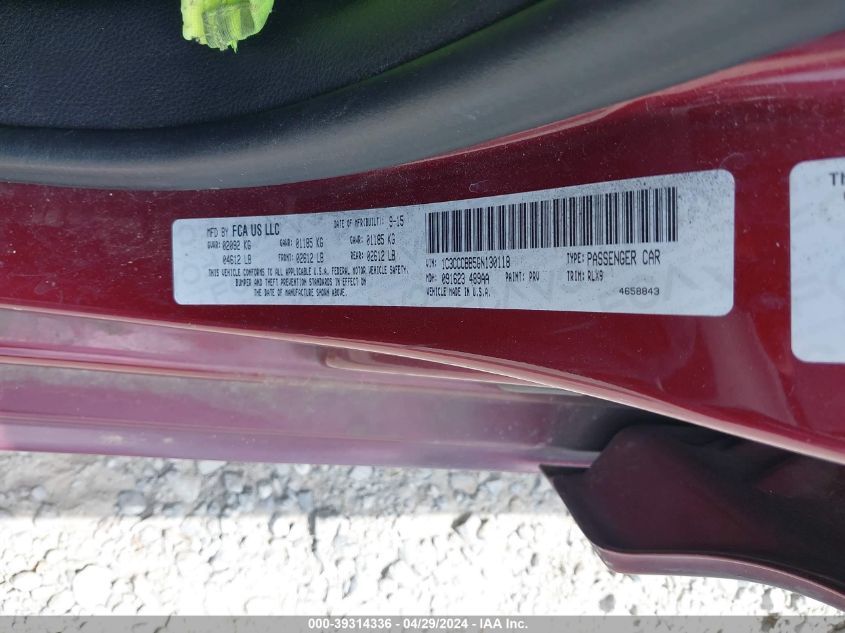 MFD BY FCA US LLC DATE OF MFR(BUILT): 9-15
GVWR: 02092 KG GAWR: 01185 KG GAWR: 01185 KG
04612 LB FRONT: 02612 LB REAR: 02612 LB
THIS VEHICLE CONFORMS TO ALL U.S.A. FEDERAL MOTOR VEHICLE SAFETY,
BUMPER AND THEFT PREVENTION STANDARDS IN EFFECT ON
THE DATE OF MANUFACTURE SHOWN ABOVE.
VIN: 1C3CCCBB5GN130118 TYPE: PASSENGER CAR
MDH: 091623 489AA PAINT: PRV TRIM: RLX9
VEHICLE MADE IN U.S.A. 4658843
000-39314336 - 04/29/2024 - IAA Inc.